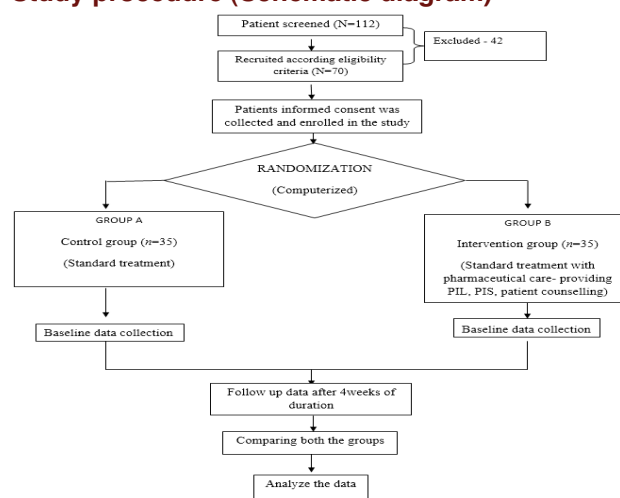 Study procedure (Schematic diagram)
Patient screened (N=112)
Excluded - 42
Recruited according eligibility
criteria (N=70)
Patients informed consent was
collected and enrolled in the study
RANDOMIZATION
(Computerized)
GROUP A
Control group (n=35)
(Standard treatment)
GROUP B
Intervention group (n=35)
(Standard treatment with
pharmaceutical care- providing
PIL, PIS, patient counselling)
Baseline data collection
Baseline data collection
Follow up data after 4weeks of
duration
Comparing both the groups
Analyze the data